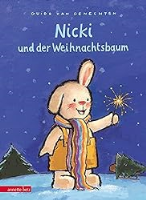 GUIDO VAN GENECHTEN
Nicki
und der Weihnachtsbaum
annette betz